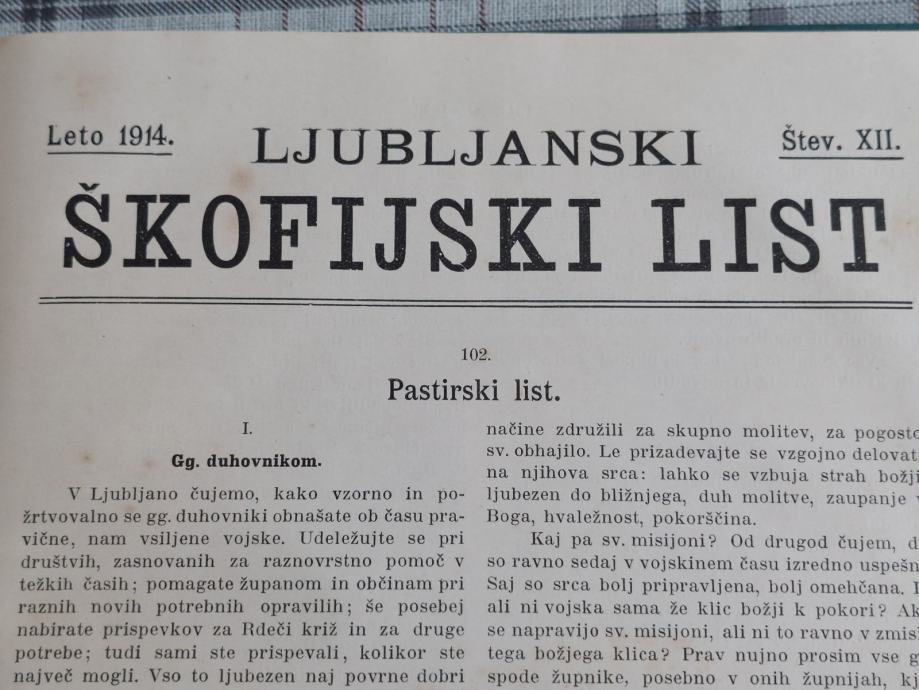 Leto 1914.
LJUBLJANSKI
Štev. XII.
ŠKOFIJSKI LIST
102.
Pastirski list.
I.
Gg. duhovnikom.
V Ljubljano čujemo, kako vzorno in po-
žrtvovalno se gg. duhovniki obnašate ob času pra-
vične, nam vsiljene vojske. Udeležujte se pri
društvih, zasnovanih za raznovrstno pomoč v
težkih časih; pomagate županom in občinam pri
raznih novih potrebnih opravilih; še posebej
nabirate prispevkov za Rdeči križ in za druge
potrebe; tudi sami ste prispevali, kolikor ste
največ mogli. Vso to ljubezen naj povrne dobri
načine združili za skupno molitev, za pogosto
sv. obhajilo. Le prizadevajte se vzgojno delovati
na njihova srca: lahko se vzbuja strah božji,
ljubezen do bližnjega, duh molitve, zaupanje v
Boga, hvaležnost, pokorščina.
Kaj pa sv. misijoni? Od drugod čujem, d
so ravno sedaj v vojskinem času izredno uspešn
Saj so srca bolj pripravljena, bolj omehčana. I
ali ni vojska sama že klic božji k pokori? Ak
se napravijo sv. misijoni, ali ni to ravno v zmis
tega božjega klica? Prav nujno prosim vse g
spode župnike, posebno v onih župnijah, kj